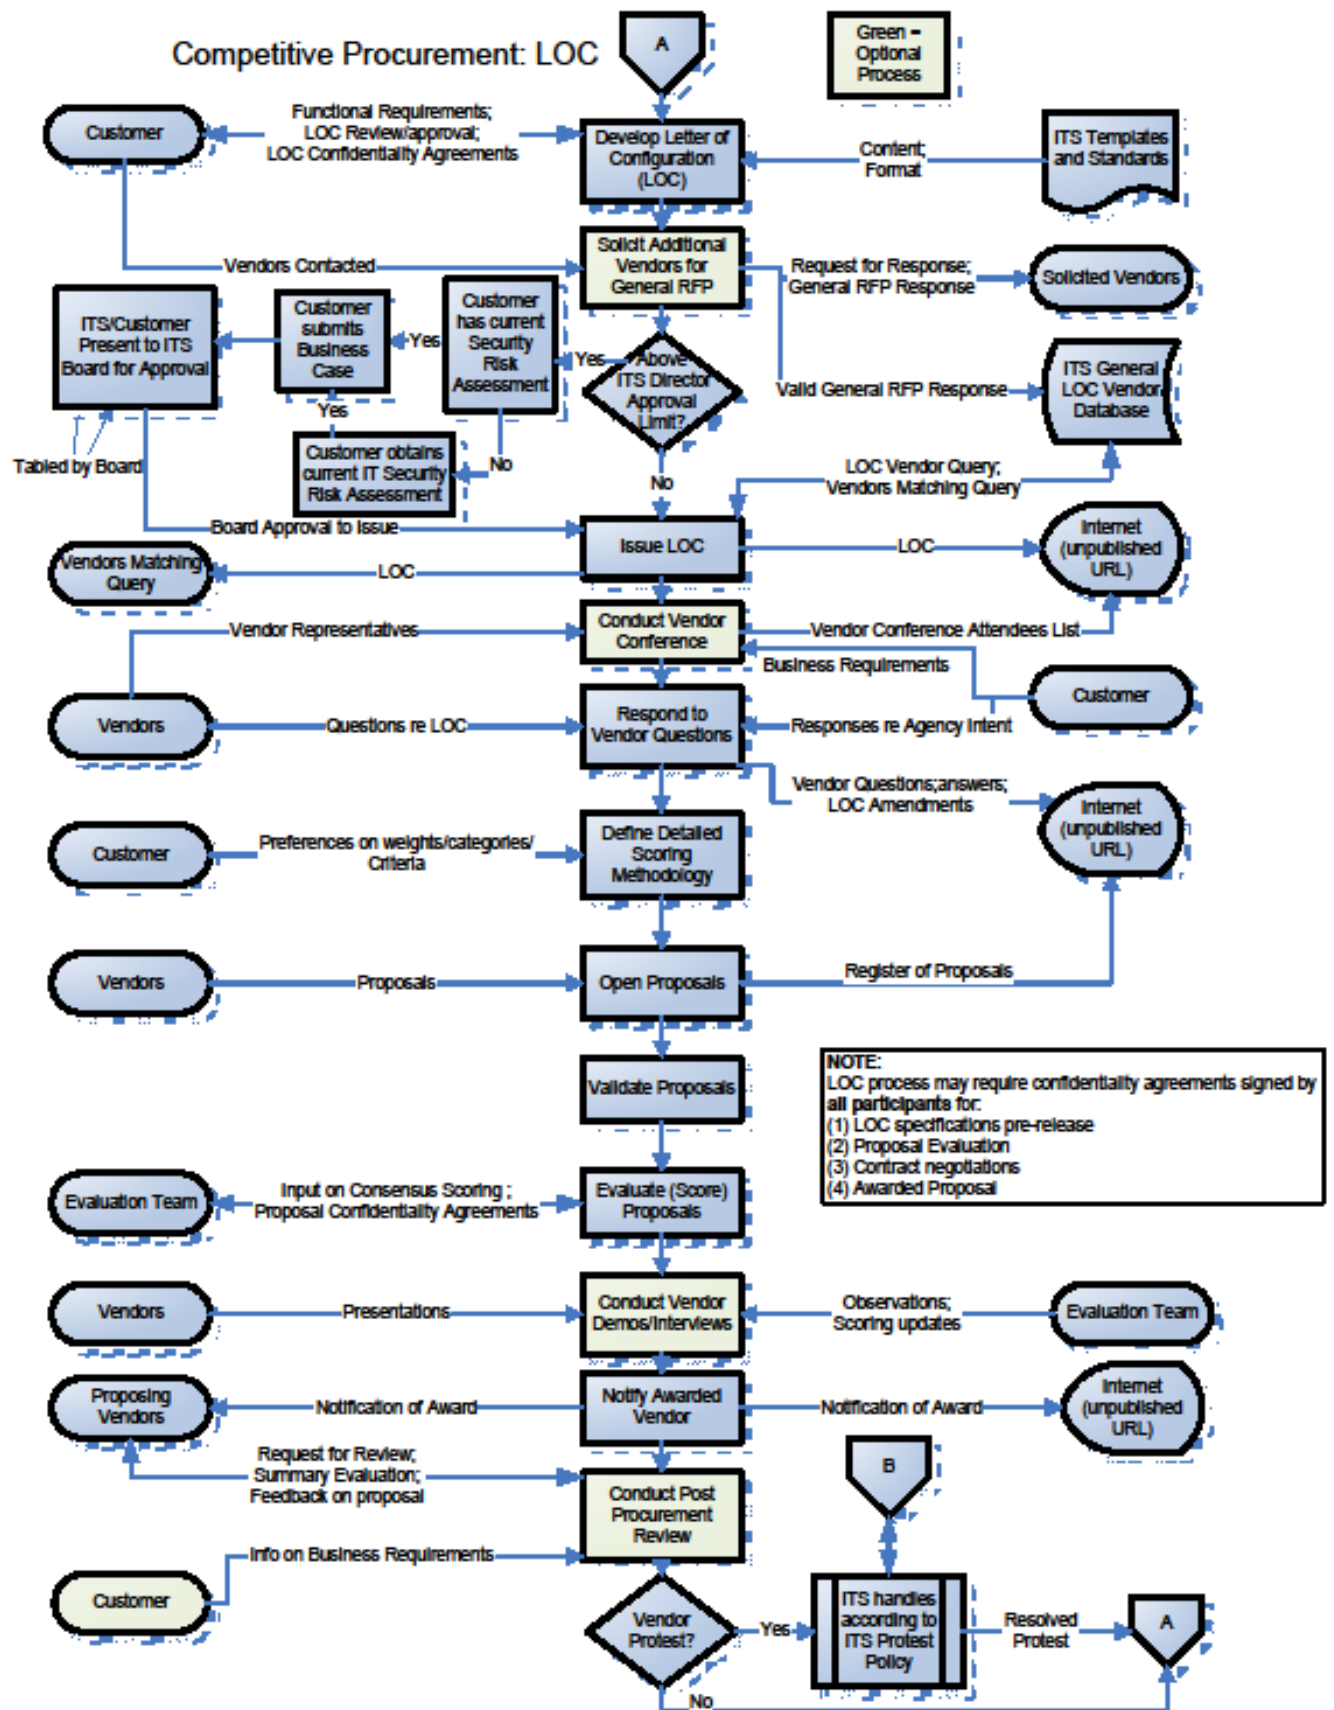 Competitive Procurement: LOC
A
Green =
Optional
Process
Customer
Functional Requirements;
LOC Review/approval;
LOC Confidentiality Agreements
Develop Letter of
Configuration
(LOC)
Content;
Format
ITS Templates
and Standards
Vendors Contacted
Solicit Additional
Vendors for
General RFP
Request for Response;
General RFP Response
Solicited Vendors
ITS/Customer
Present to ITS
Board for Approval
Customer
submits
Business
Case
Yes
Customer
has current
Security
Risk
Assessment
Yes
Above
ITS Director
Approval
Limit?
Valid General RFP Response
ITS General
LOC Vendor
Database
Yes
Tabled by Board
Customer obtains
current IT Security
Risk Assessment
No
No
LOC Vendor Query;
Vendors Matching Query
Board Approval to Issue
Issue LOC
LOC
Internet
(unpublished
URL)
Vendors Matching
Query
LOC
Vendor Representatives
Conduct Vendor
Conference
Vendor Conference Attendees List
Business Requirements
Customer
Vendors
Questions re LOC
Respond to
Vendor Questions
Responses re Agency Intent
Vendor Questions;answers;
LOC Amendments
Internet
(unpublished
URL)
Customer
Preferences on weights/categories/
Criteria
Define Detailed
Scoring
Methodology
Vendors
Proposals
Open Proposals
Register of Proposals
Validate Proposals
NOTE:
LOC process may require confidentiality agreements signed by
all participants for:
(1) LOC specifications pre-release
(2) Proposal Evaluation
(3) Contract negotiations
(4) Awarded Proposal
Evaluation Team
Input on Consensus Scoring ;
Proposal Confidentiality Agreements
Evaluate (Score)
Proposals
Vendors
Presentations
Conduct Vendor
Demos/Interviews
Observations;
Scoring updates
Evaluation Team
Proposing
Vendors
Notification of Award
Notify Awarded
Vendor
Notification of Award
Internet
(unpublished
URL)
Request for Review;
Summary Evaluation;
Feedback on proposal
Conduct Post
Procurement
Review
B
Info on Business Requirements
Customer
Vendor
Protest?
Yes
ITS handles
according to
ITS Protest
Policy
Resolved
Protest
A
No